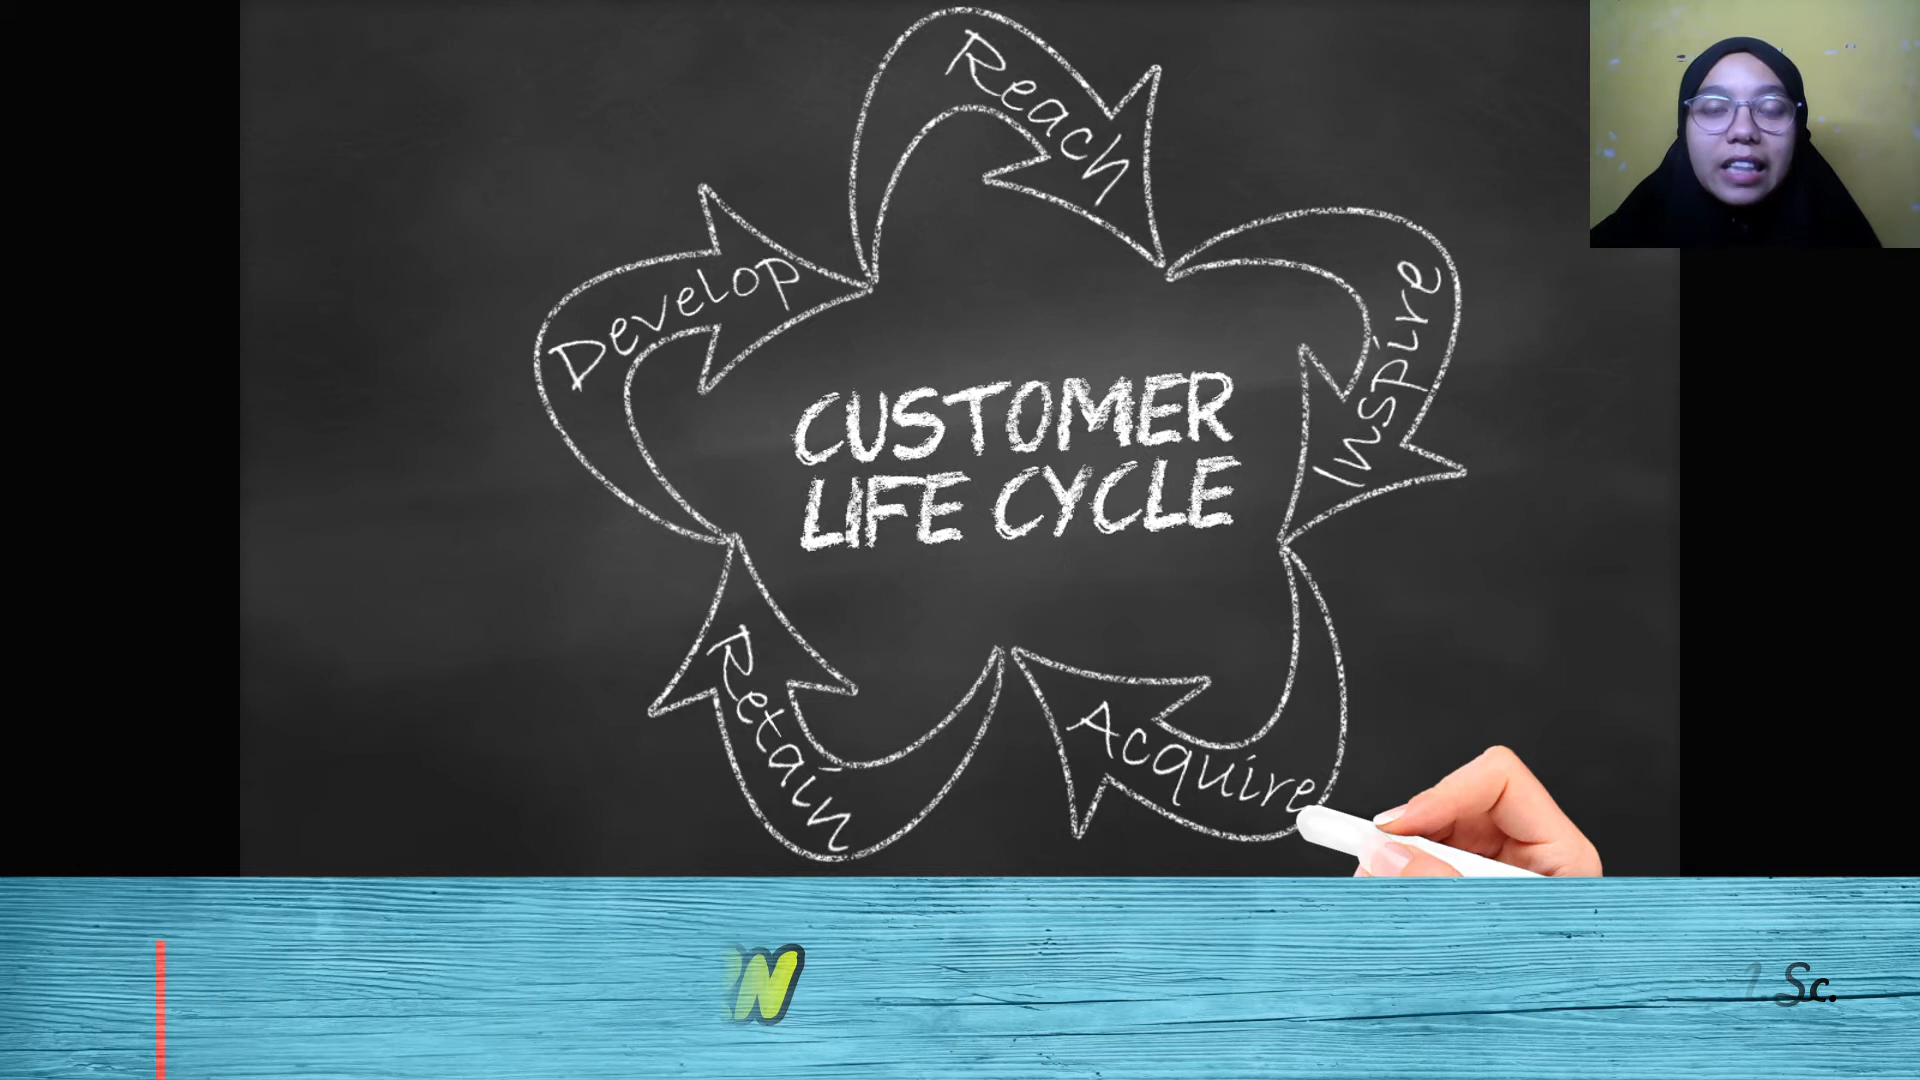 Reach
Inspire
Develop
CUSTOMER
LIFE CYCLE
Retain
Acquire
N
.Sc.